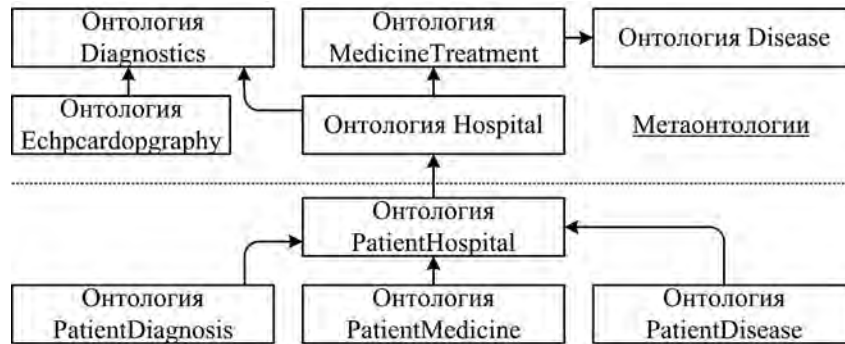 Онтология
Diagnostics
Онтология
MedicineTreatment
Онтология Disease
Онтология
Echpcardopgraphy
Онтология Hospital
Метаонтологии
Онтология
PatientHospital
Онтология
PatientDiagnosis
Онтология
PatientMedicine
Онтология
PatientDisease